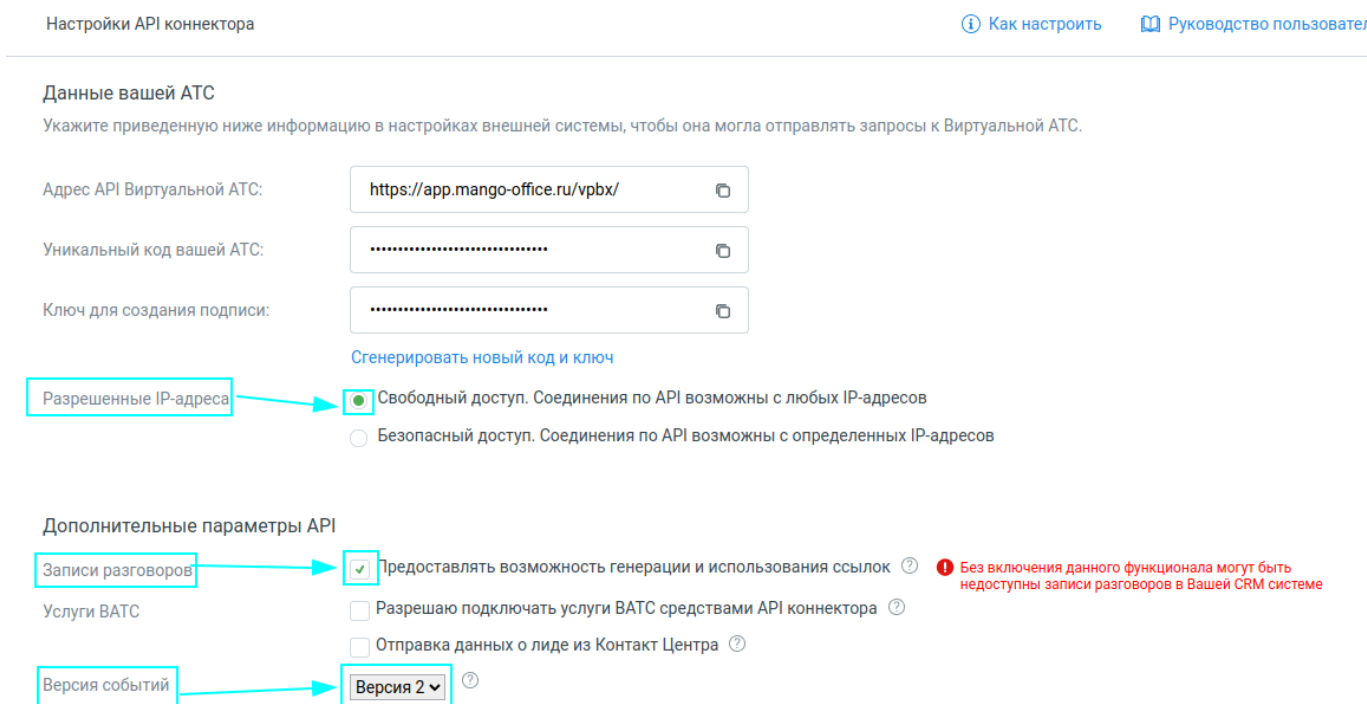 Настройки API коннектора
Как настроить
Руководство пользовател
Данные вашей АТС
Укажите приведенную ниже информацию в настройках внешней системы, чтобы она могла отправлять запросы к Виртуальной АТС.
Адрес API Виртуальной АТС:
https://app.mango-office.ru/vpbx/
Уникальный код вашей АТС:
••••••••••••••••••••••••••••••••
Ключ для создания подписи:
••••••••••••••••••••••••••••••••
Сгенерировать новый код и ключ
Разрешенные IP-адреса
Свободный доступ. Соединения по API возможны с любых IP-адресов
Безопасный доступ. Соединения по API возможны с определенных IP-адресов
Дополнительные параметры API
Записи разговоров
Предоставлять возможность генерации и использования ссылок
Без включения данного функционала могут быть
недоступны записи разговоров в Вашей CRM системе
Услуги ВАТС
Разрешаю подключать услуги ВАТС средствами API коннектора
Отправка данных о лиде из Контакт Центра
Версия событий
Версия 2